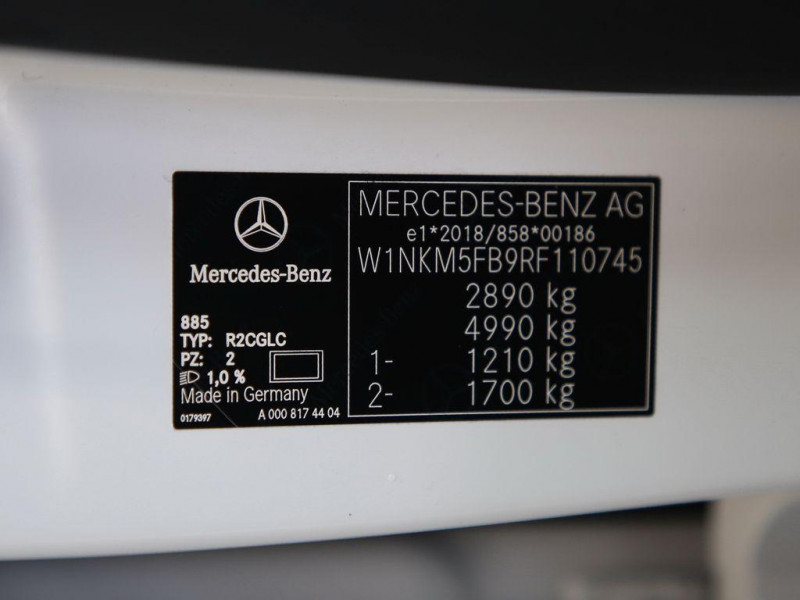 Mercedes-Benz
885
TYP: R2CGLC
PZ: 2
1,0 %
Made in Germany
0179397 A 000 817 44 04
MERCEDES-BENZ AG
e1*2018/858*00186
W1NKM5FB9RF110745
2890 kg
4990 kg
1- 1210 kg
2- 1700 kg